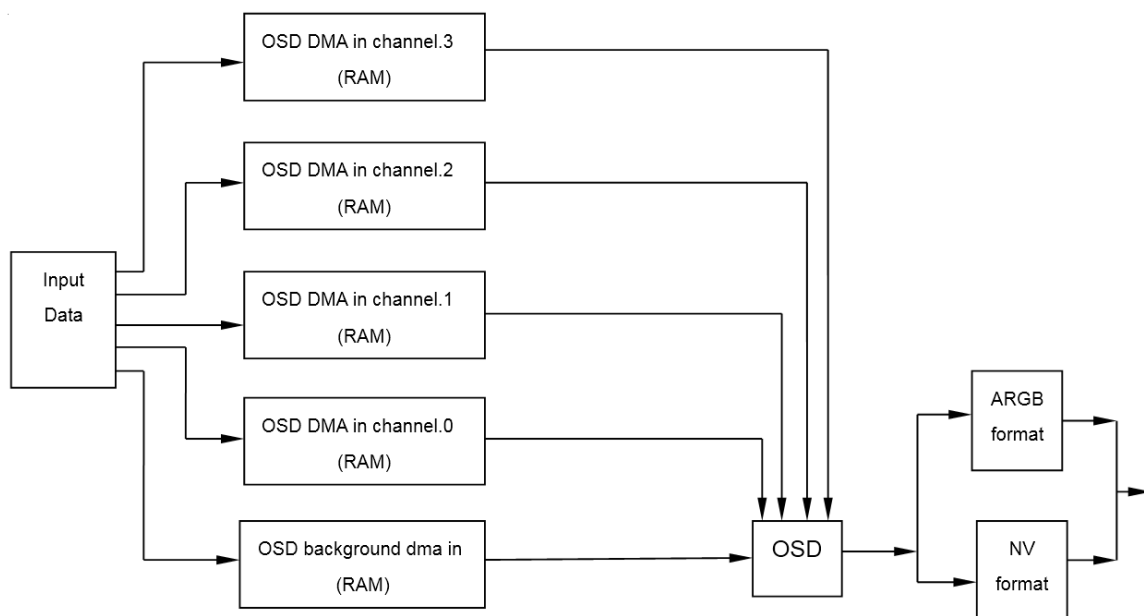 OSD DMA in channel.3
(RAM)
OSD DMA in channel.2
(RAM)
Input
Data
OSD DMA in channel.1
(RAM)
OSD DMA in channel.0
(RAM)
OSD background dma in
(RAM)
OSD
ARGB
format
NV
format